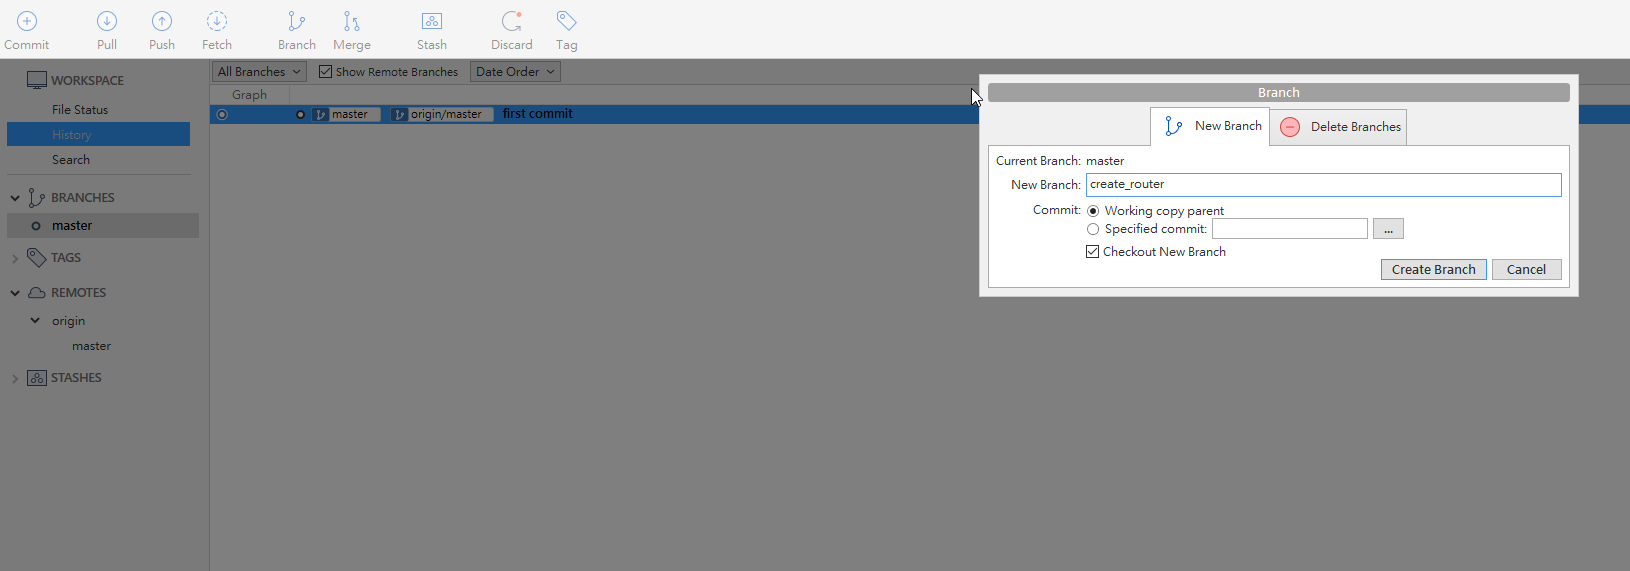 Commit Pull Push Fetch Branch Merge Stash Discard Tag
WORKSPACE
File Status
History
Search
BRANCHES
master
TAGS
REMOTES
origin
master
STASHES
All Branches Show Remote Branches Date Order
Graph
master origin/master first commit
Branch
New Branch Delete Branches
Current Branch: master
New Branch: create_router
Commit: Working copy parent
Specified commit: ...
Checkout New Branch
Create Branch Cancel